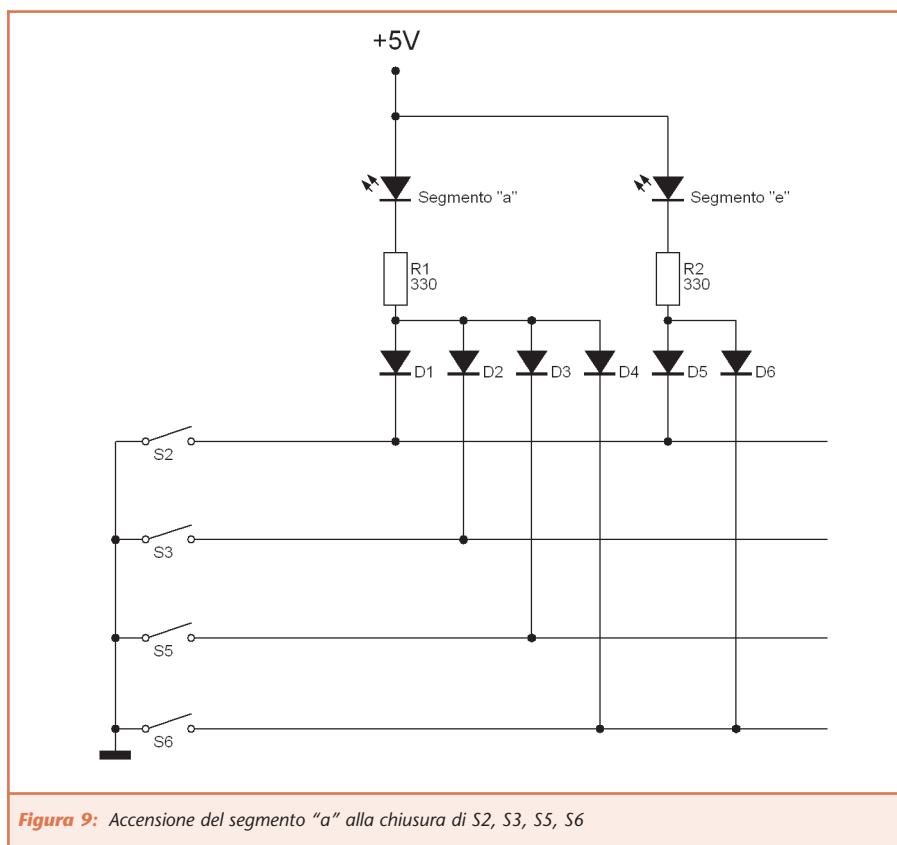 +5V
Segmento "a"
Segmento "e"
R1
330
R2
330
D1
D2
D3
D4
D5
D6
S2
S3
S5
S6
Figura 9: Accensione del segmento “a” alla chiusura di S2, S3, S5, S6